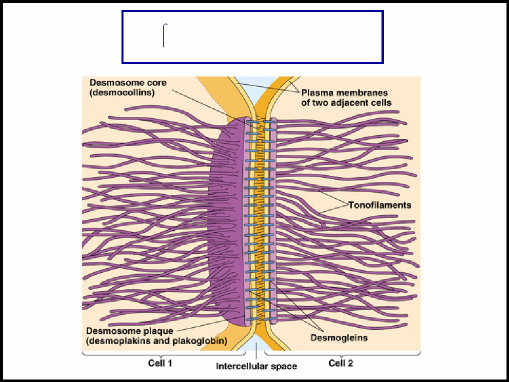 Desmosome core
(desmocollins)
Plasma membranes
of two adjacent cells
Tonofilaments
Desmosome plaque
(desmoplakins and plakoglobin)
Desmogleins
Cell 1
Intercellular space
Cell 2